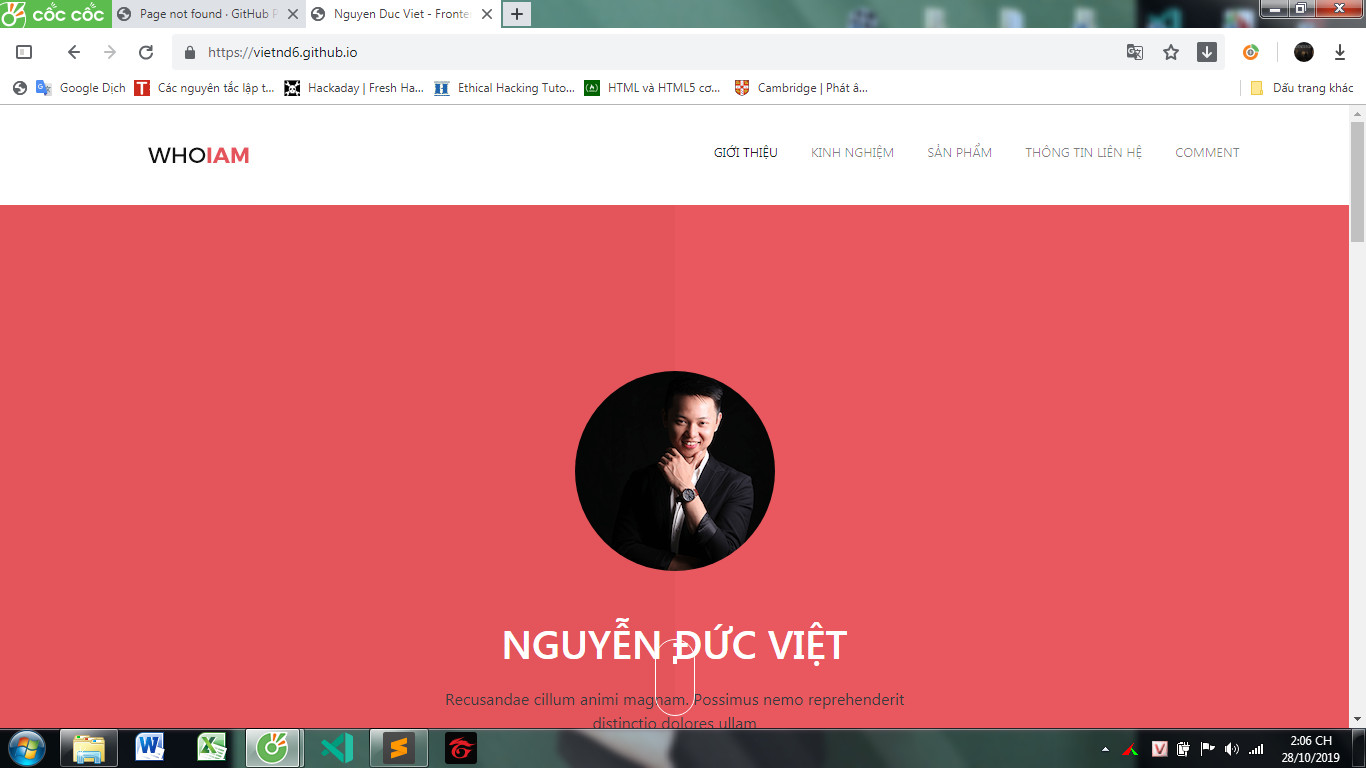 cốc cốc
Page not found · GitHub P
Nguyen Duc Viet - Fronte
https://vietnd6.github.io
Google Dịch
Các nguyên tắc lập t...
Hackaday | Fresh Ha...
Ethical Hacking Tuto...
HTML và HTML5 cơ...
Cambridge | Phát â...
Dấu trang khác
WHOIAM
GIỚI THIỆU
KINH NGHIỆM
SẢN PHẨM
THÔNG TIN LIÊN HỆ
COMMENT
NGUYỄN ĐỨC VIỆT
Recusandae cillum animi magnam. Possimus nemo reprehenderit
distinctio dolores ullam
2:06 CH
28/10/2019